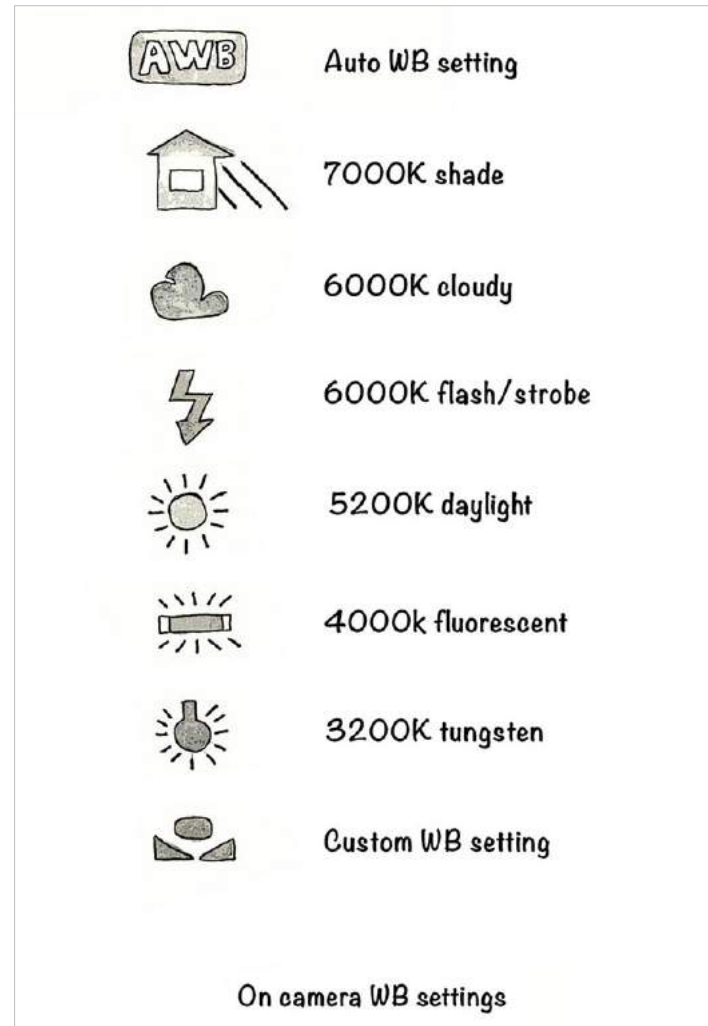 AWB
Auto WB setting
7000K shade
6000K cloudy
6000K flash/strobe
5200K daylight
4000k fluorescent
3200K tungsten
Custom WB setting
On camera WB settings